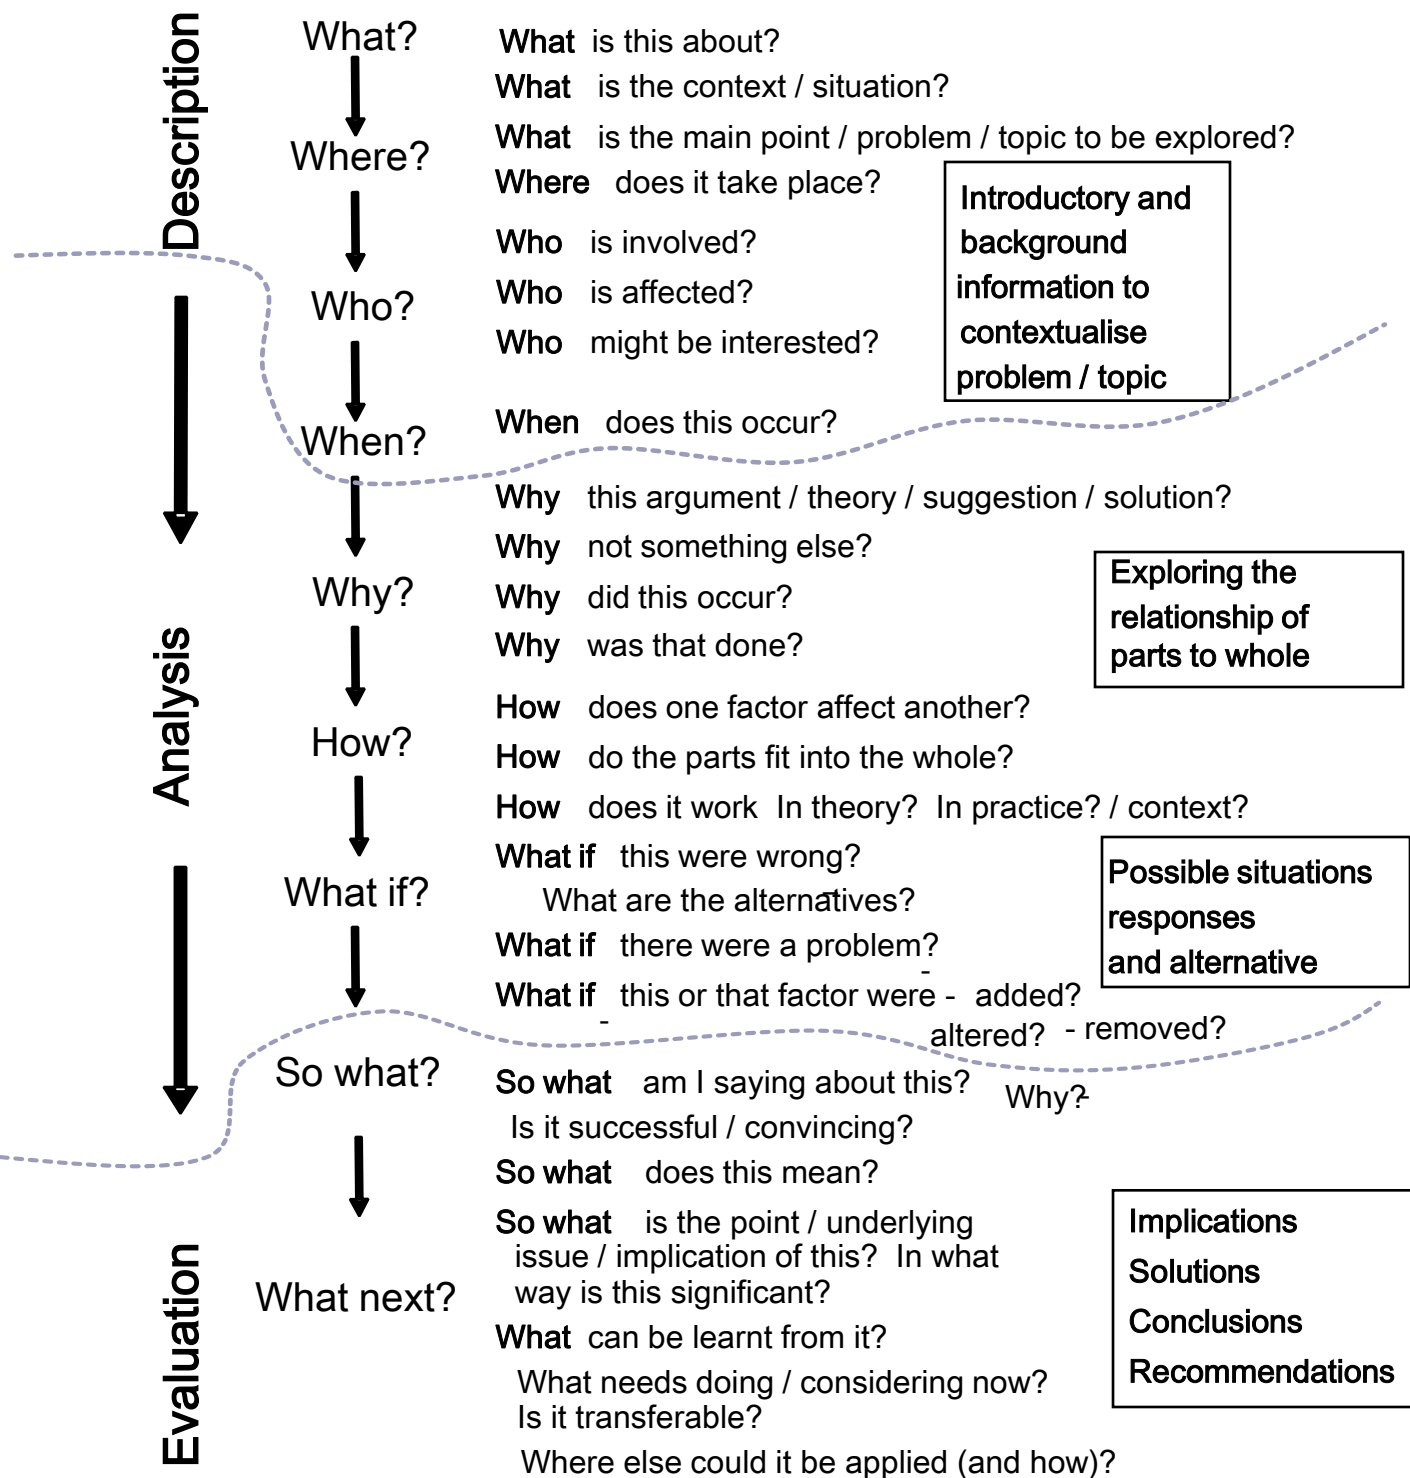 Description
What?
What is this about?
What is the context / situation?
What is the main point / problem / topic to be explored?
Where?
Where does it take place?
Introductory and
background
information to
contextualise
problem / topic
Who?
Who is involved?
Who is affected?
Who might be interested?
When?
When does this occur?
Analysis
Why?
Why this argument / theory / suggestion / solution?
Why not something else?
Why did this occur?
Why was that done?
Exploring the
relationship of
parts to whole
How?
How does one factor affect another?
How do the parts fit into the whole?
How does it work In theory? In practice? / context?
What if?
What if this were wrong?
What are the alternatives?
What if there were a problem?
What if this or that factor were - added?
altered? - removed?
Possible situations
responses
and alternative
Evaluation
So what?
So what am I saying about this?
Why?-
Is it successful / convincing?
So what does this mean?
So what is the point / underlying
issue / implication of this? In what
way is this significant?
What next?
What can be learnt from it?
What needs doing / considering now?
Is it transferable?
Where else could it be applied (and how)?
Implications
Solutions
Conclusions
Recommendations